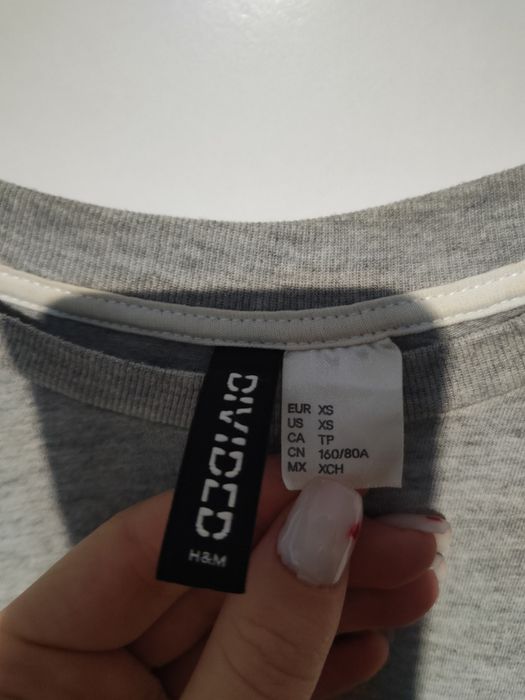 DIVIDED
H&M
EUR XS
US XS
CA TP
CN 160/80A
MX XCH